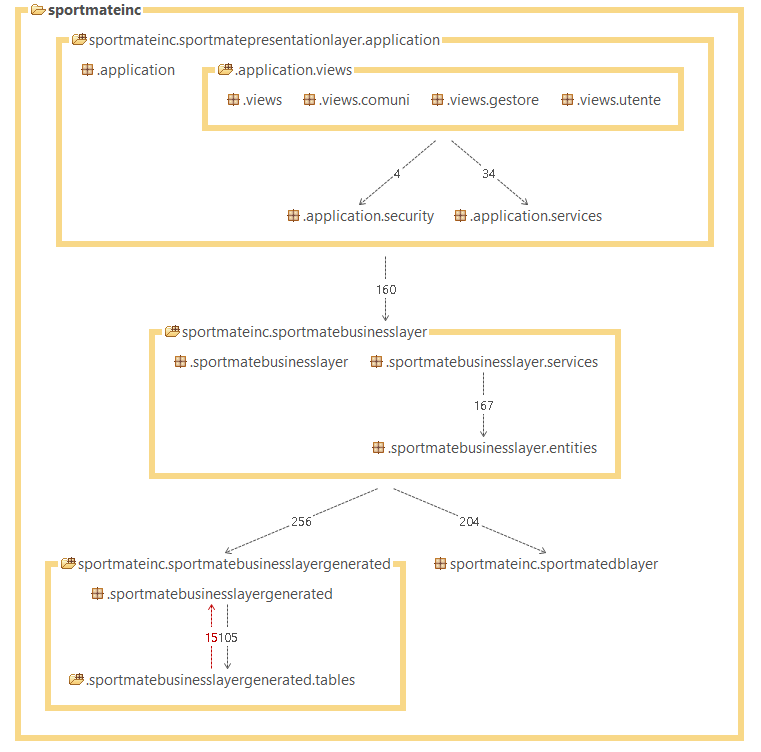 sportmateinc
sportmateinc.sportmatepresentationlayer.application
.application
.application.views
.views
.views.comuni
.views.gestore
.views.utente
4
34
.application.security
.application.services
160
sportmateinc.sportmatebusinesslayer
.sportmatebusinesslayer
.sportmatebusinesslayer.services
167
.sportmatebusinesslayer.entities
256
204
sportmateinc.sportmatebusinesslayergenerated
sportmateinc.sportmatedblayer
.sportmatebusinesslayergenerated
15
105
.sportmatebusinesslayergenerated.tables